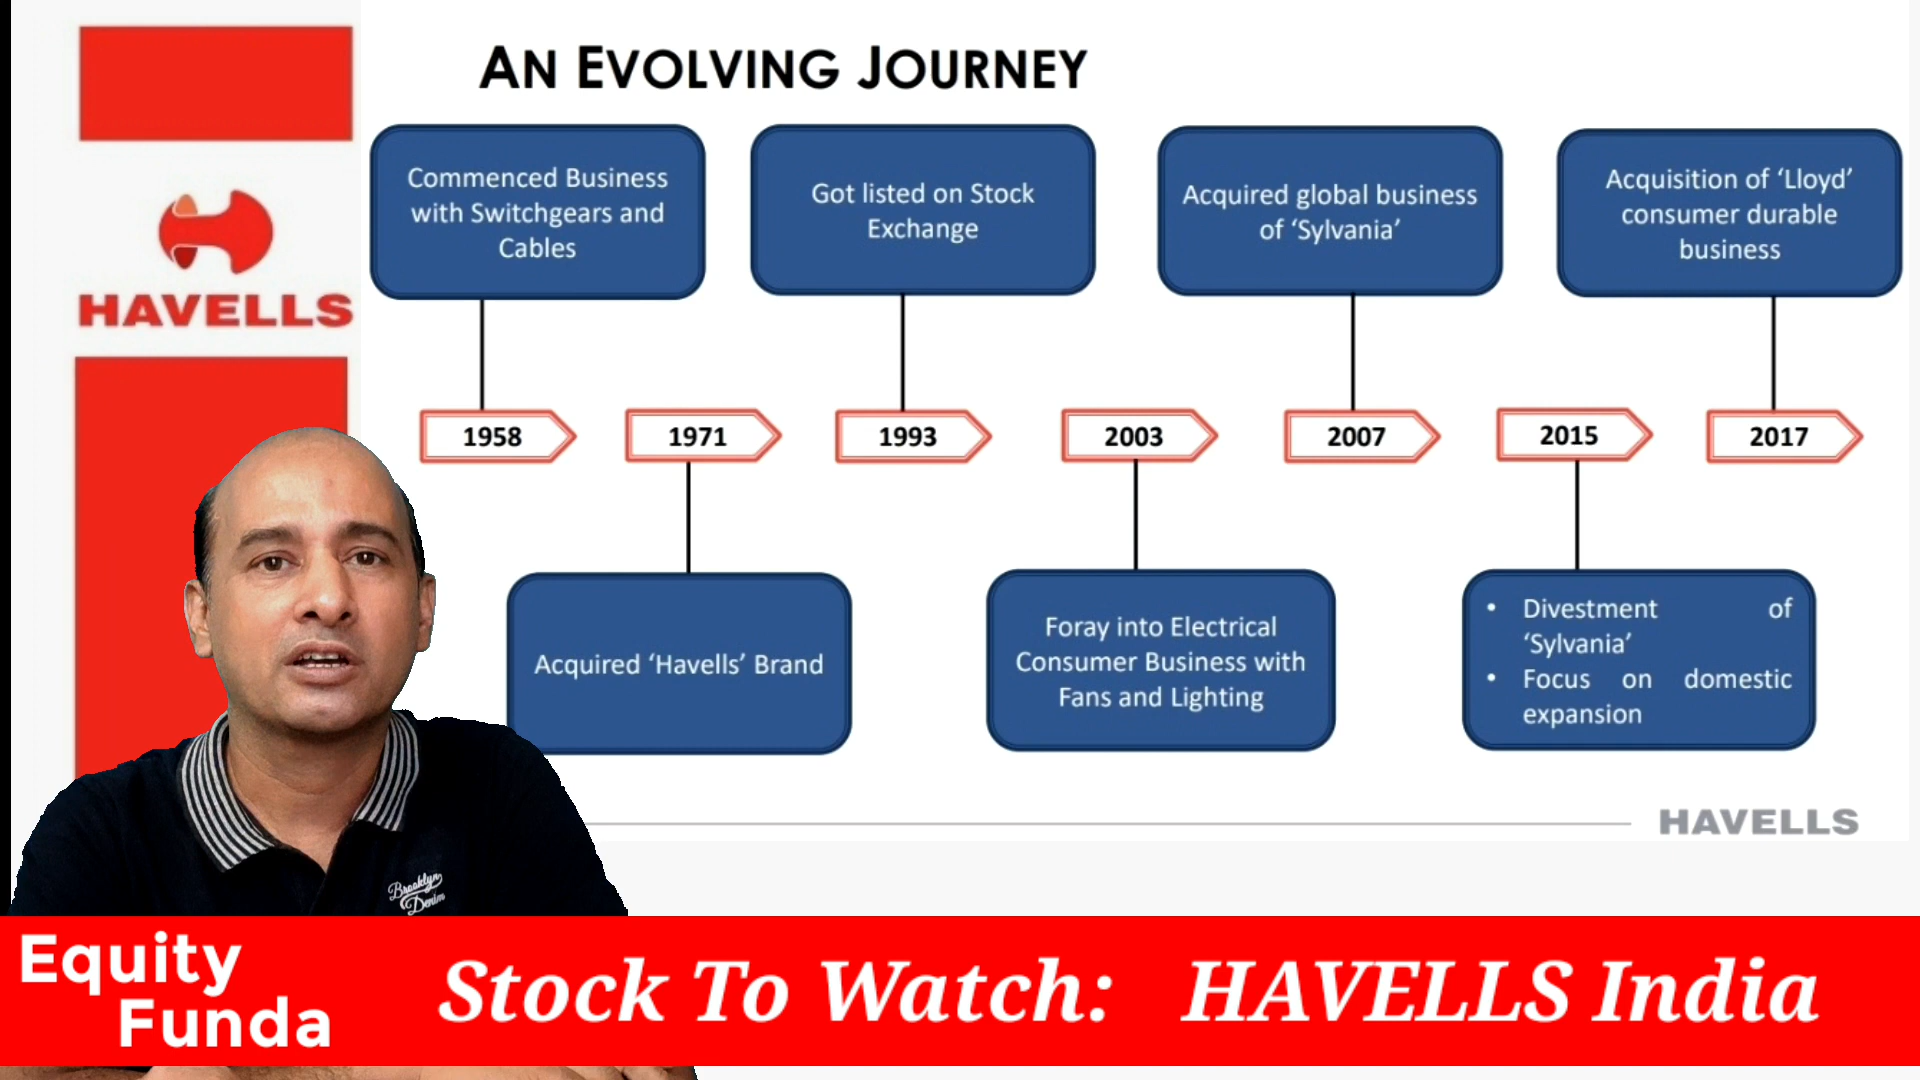 AN EVOLVING JOURNEY
Commenced Business
with Switchgears and
Cables
Got listed on Stock
Exchange
Acquired global business
of ‘Sylvania’
Acquisition of ‘Lloyd’
consumer durable
business
HAVELLS
1958
1971
1993
2003
2007
2015
2017
Acquired ‘Havells’ Brand
Foray into Electrical
Consumer Business with
Fans and Lighting
• Divestment of
‘Sylvania’
• Focus on domestic
expansion
HAVELLS
Brooklyn
Denim
Equity
Funda
Stock To Watch: HAVELLS India